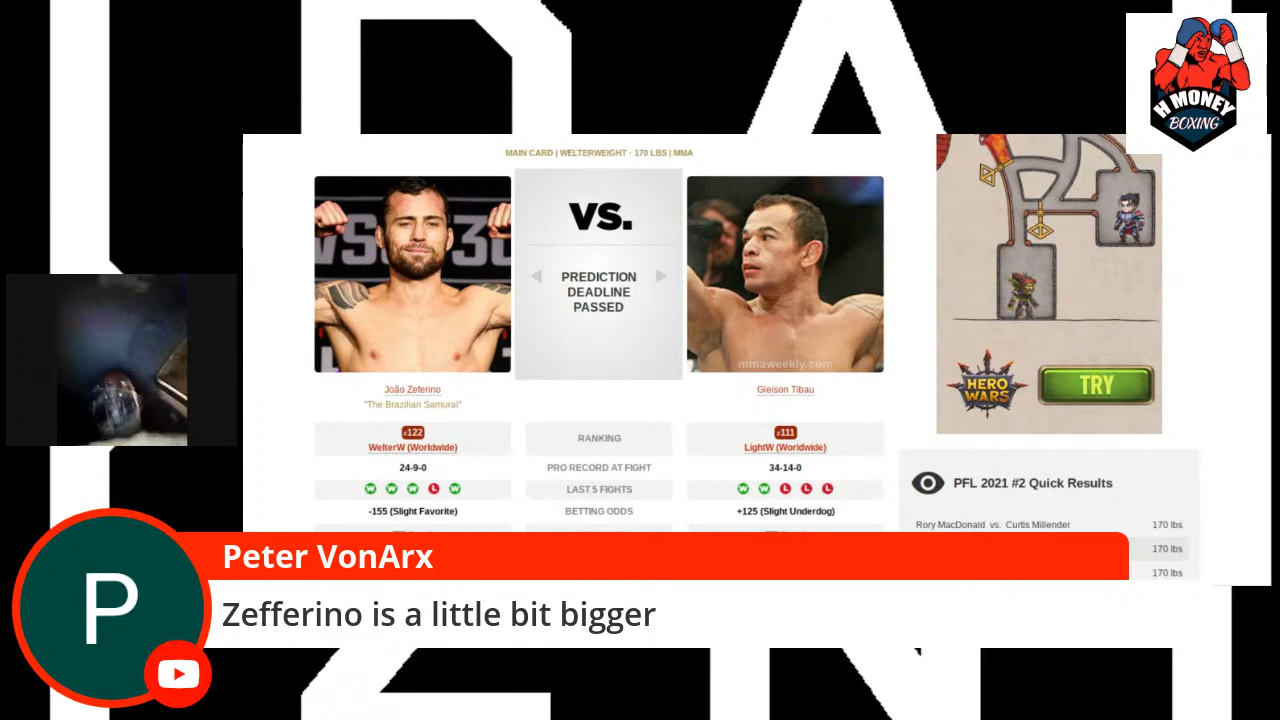 H MONEY
BOXING
MAIN CARD | WELTERWEIGHT · 170 LBS | MMA
VS.
PREDICTION
DEADLINE
PASSED
mmaweekly.com
João Zeferino
"The Brazilian Samurai"
Gleison Tibau
#122
WelterW (Worldwide)
RANKING
#111
LightW (Worldwide)
24-9-0
PRO RECORD AT FIGHT
34-14-0
W W W L W
LAST 5 FIGHTS
W W L L L
-155 (Slight Favorite)
BETTING ODDS
+125 (Slight Underdog)
HERO
WARS
TRY
PFL 2021 #2 Quick Results
Rory MacDonald vs. Curtis Millender 170 lbs
170 lbs
170 lbs
P
Peter VonArx
Zefferino is a little bit bigger